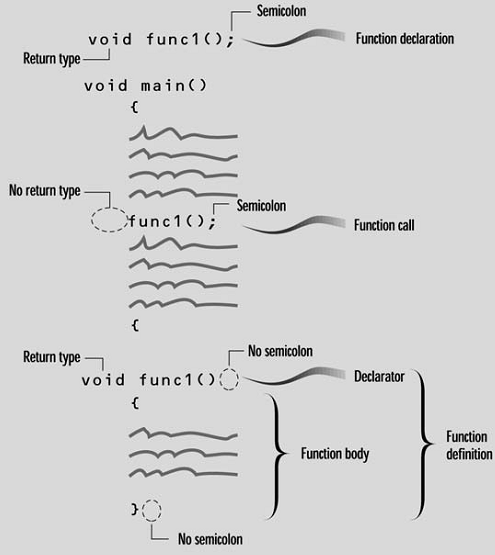 Semicolon
void func1();
Function declaration
Return type
void main()
{
No return type
Semicolon
func1();
Function call
{
No semicolon
Return type
void func1()
Declarator
{
Function body
Function
definition
}
No semicolon